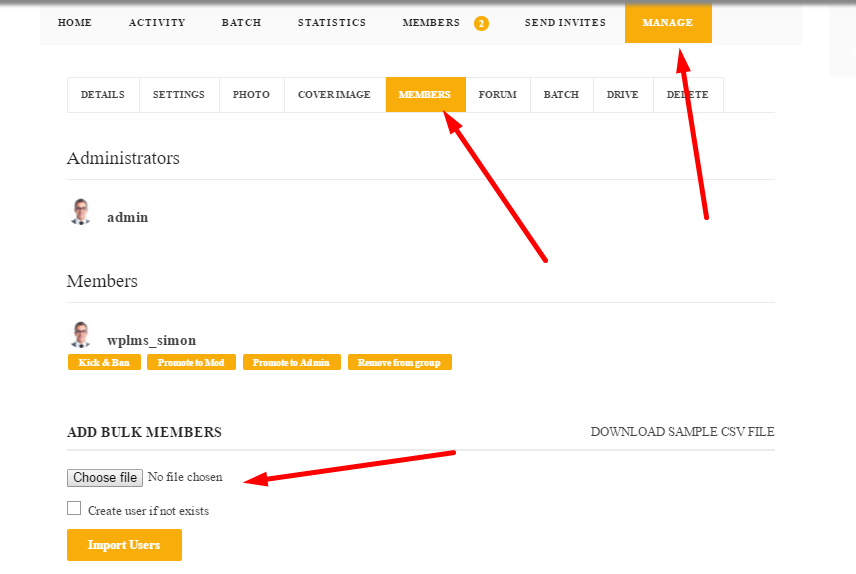 HOME ACTIVITY BATCH STATISTICS MEMBERS 2 SEND INVITES MANAGE
DETAILS SETTINGS PHOTO COVER IMAGE MEMBERS FORUM BATCH DRIVE DELETE
Administrators
admin
Members
wplms_simon
Kick & Ban Promote to Mod Promote to Admin Remove from group
ADD BULK MEMBERS DOWNLOAD SAMPLE CSV FILE
Choose file No file chosen
Create user if not exists
Import Users